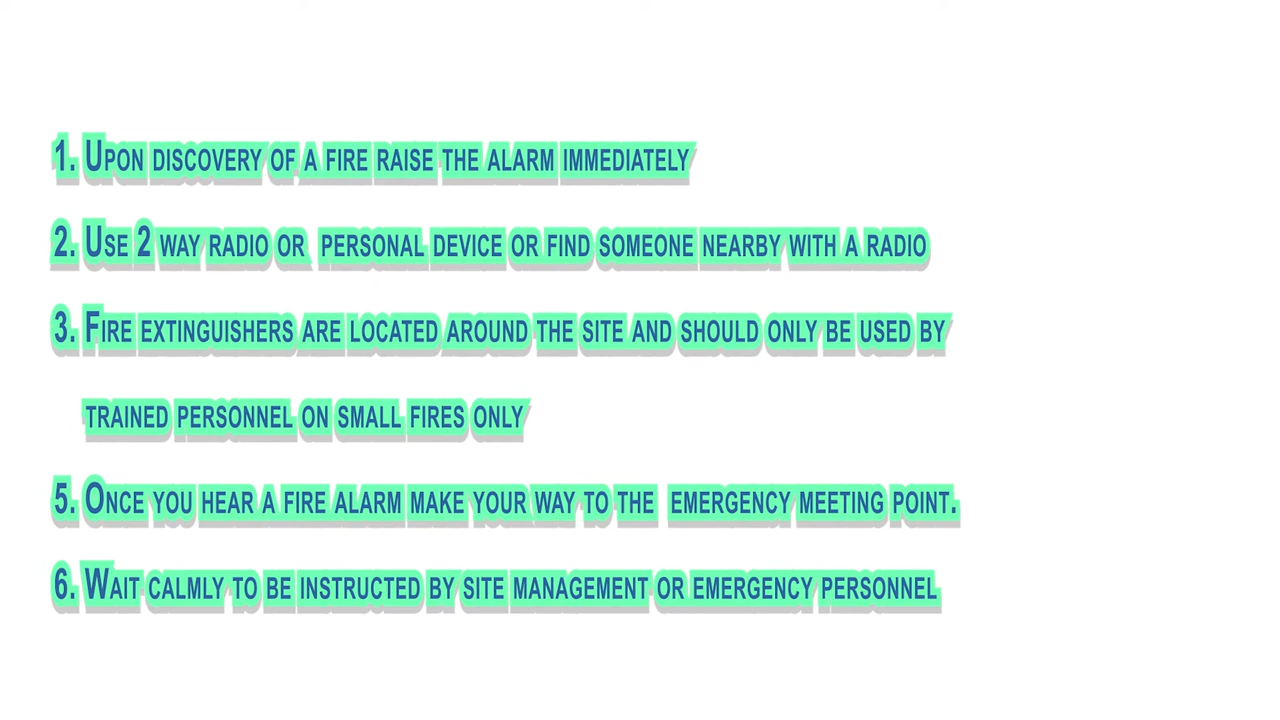 1. Upon discovery of a fire raise the alarm immediately
2. Use 2 way radio or  personal device or find someone nearby with a radio
3. Fire extinguishers are located around the site and should only be used by
trained personnel on small fires only
5. Once you hear a fire alarm make your way to the  emergency meeting point.
6. Wait calmly to be instructed by site management or emergency personnel